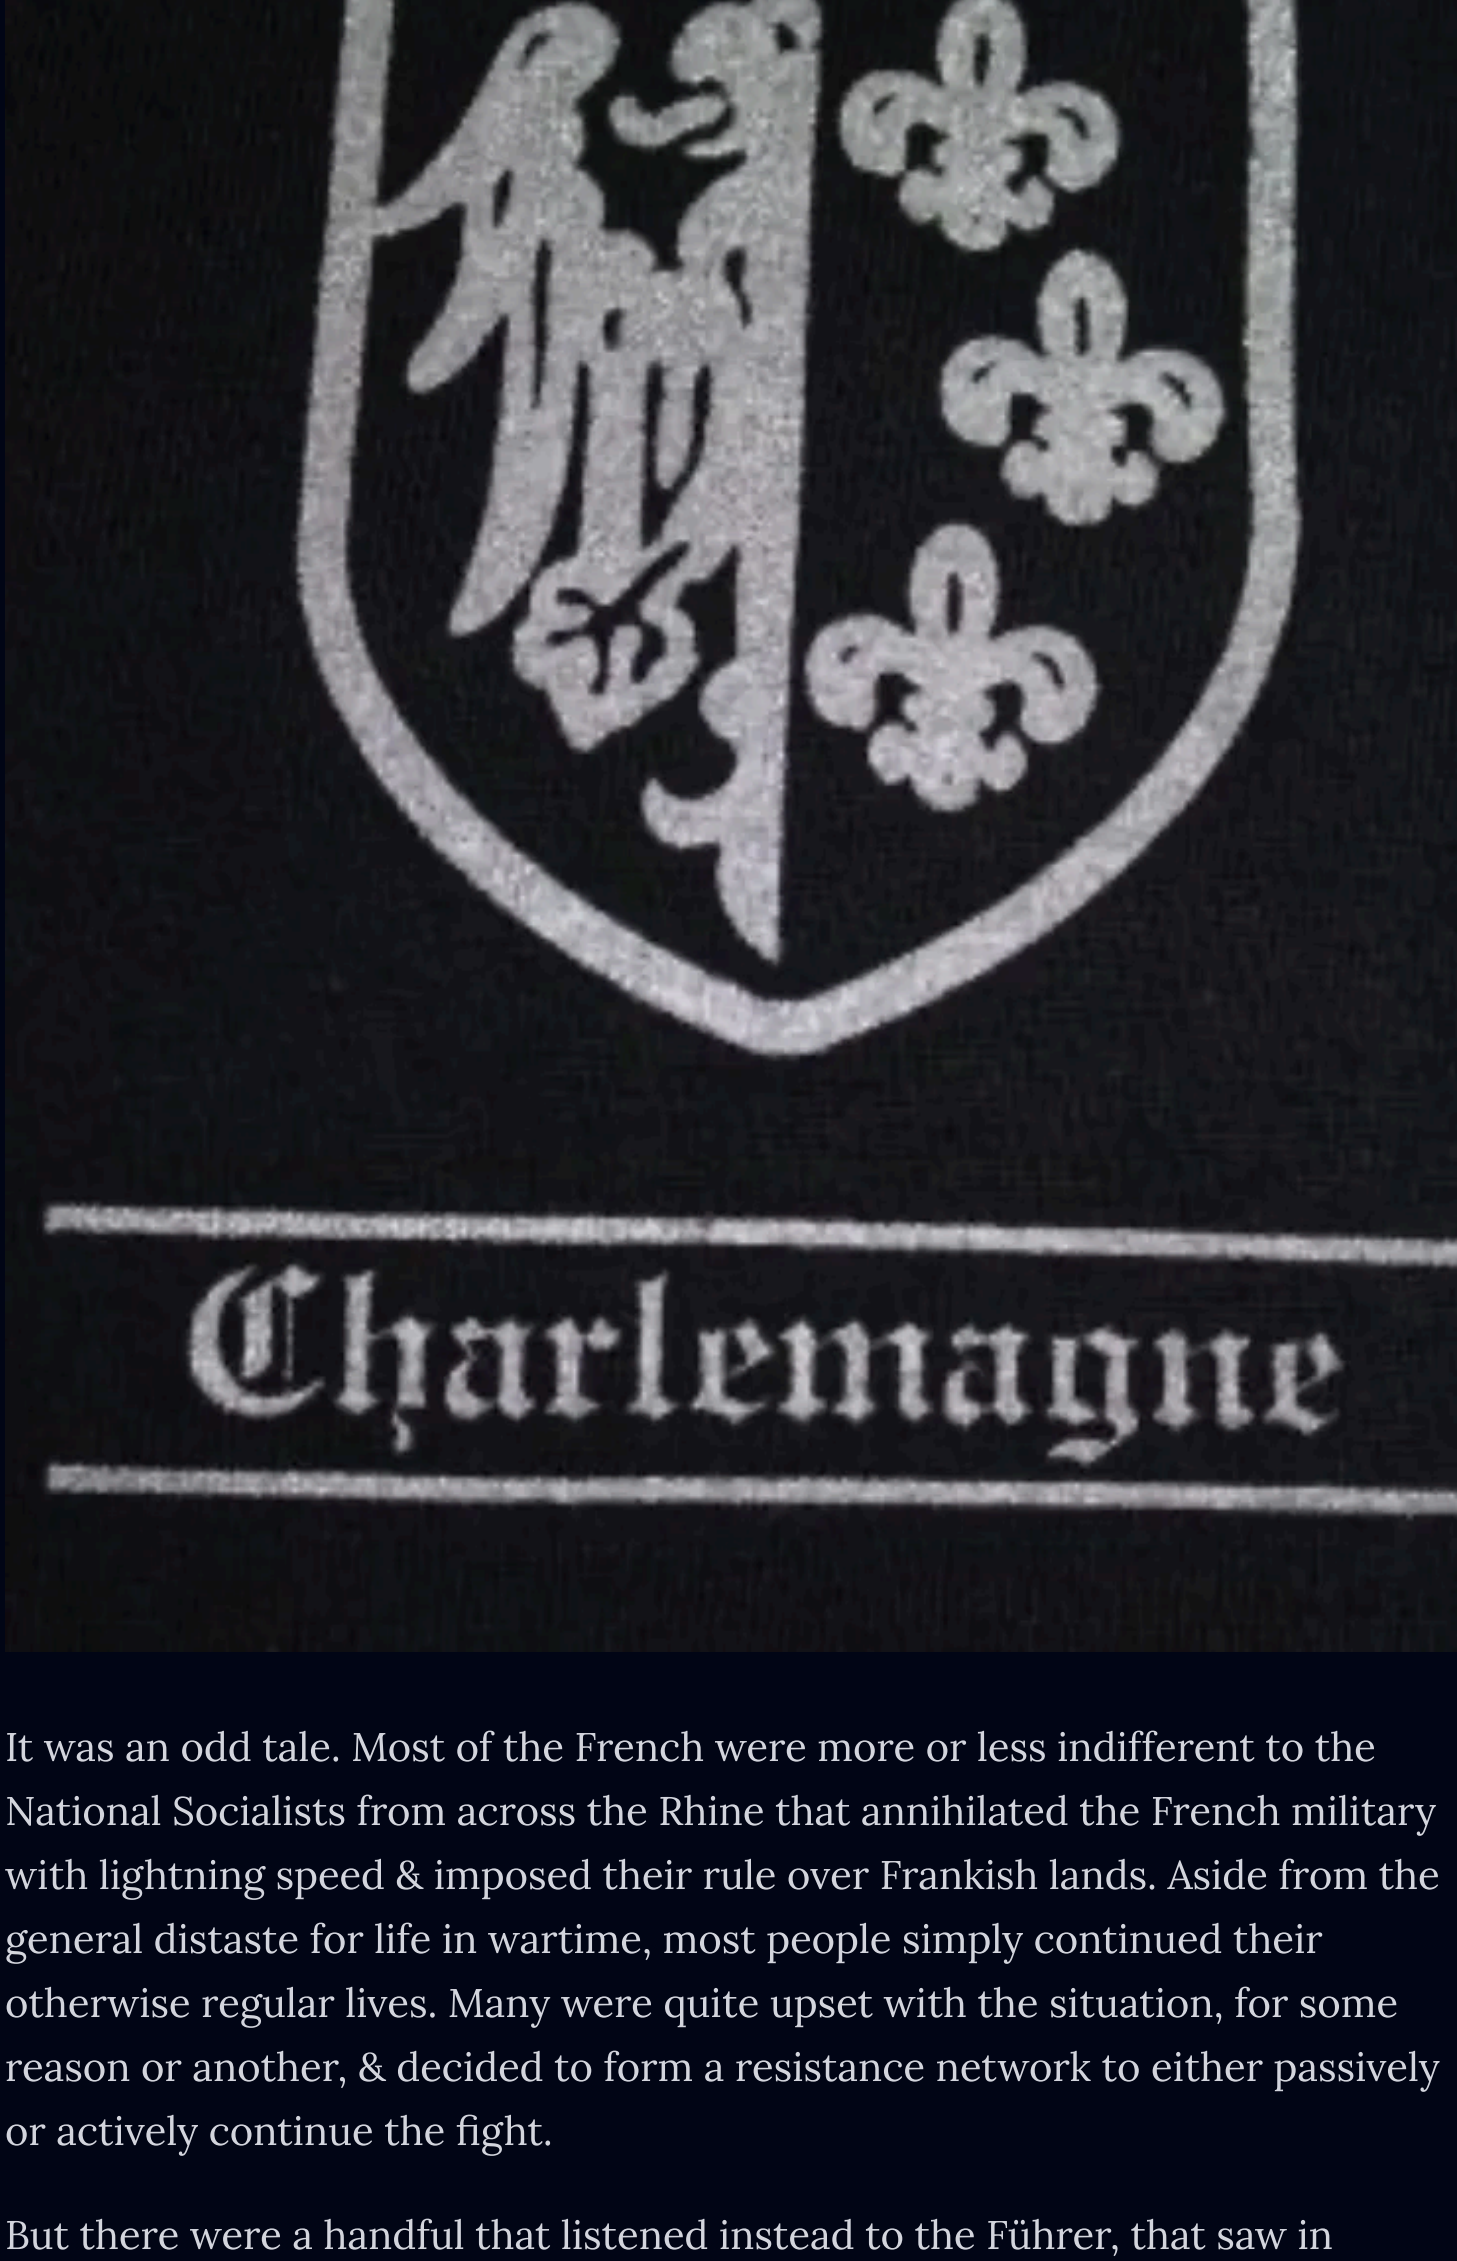 Charlemagne
It was an odd tale. Most of the French were more or less indifferent to the
National Socialists from across the Rhine that annihilated the French military
with lightning speed & imposed their rule over Frankish lands. Aside from the
general distaste for life in wartime, most people simply continued their
otherwise regular lives. Many were quite upset with the situation, for some
reason or another, & decided to form a resistance network to either passively
or actively continue the fight.
But there were a handful that listened instead to the Führer, that saw in